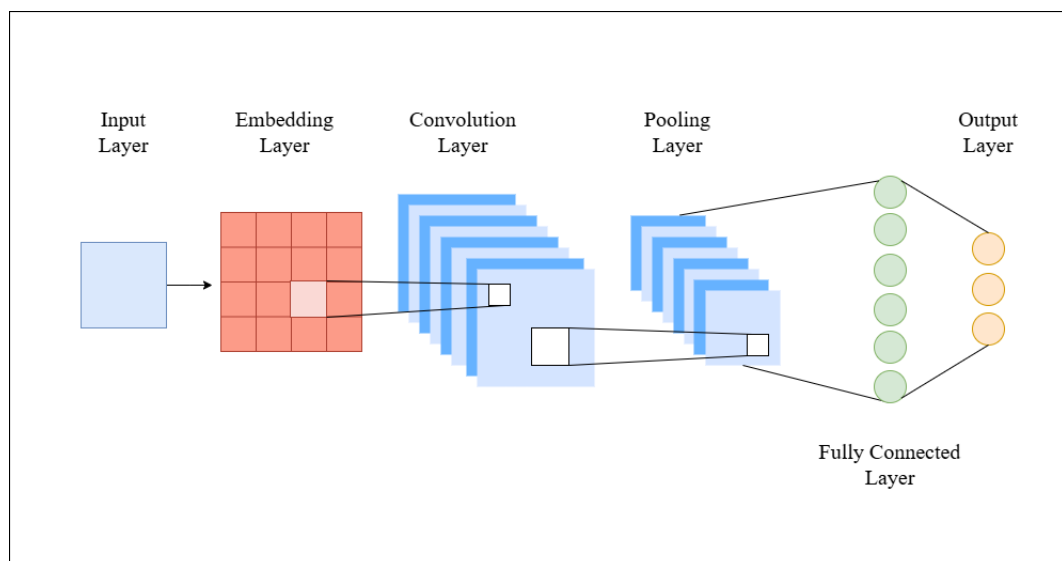 Input
Layer
Embedding
Layer
Convolution
Layer
Pooling
Layer
Output
Layer
Fully Connected
Layer